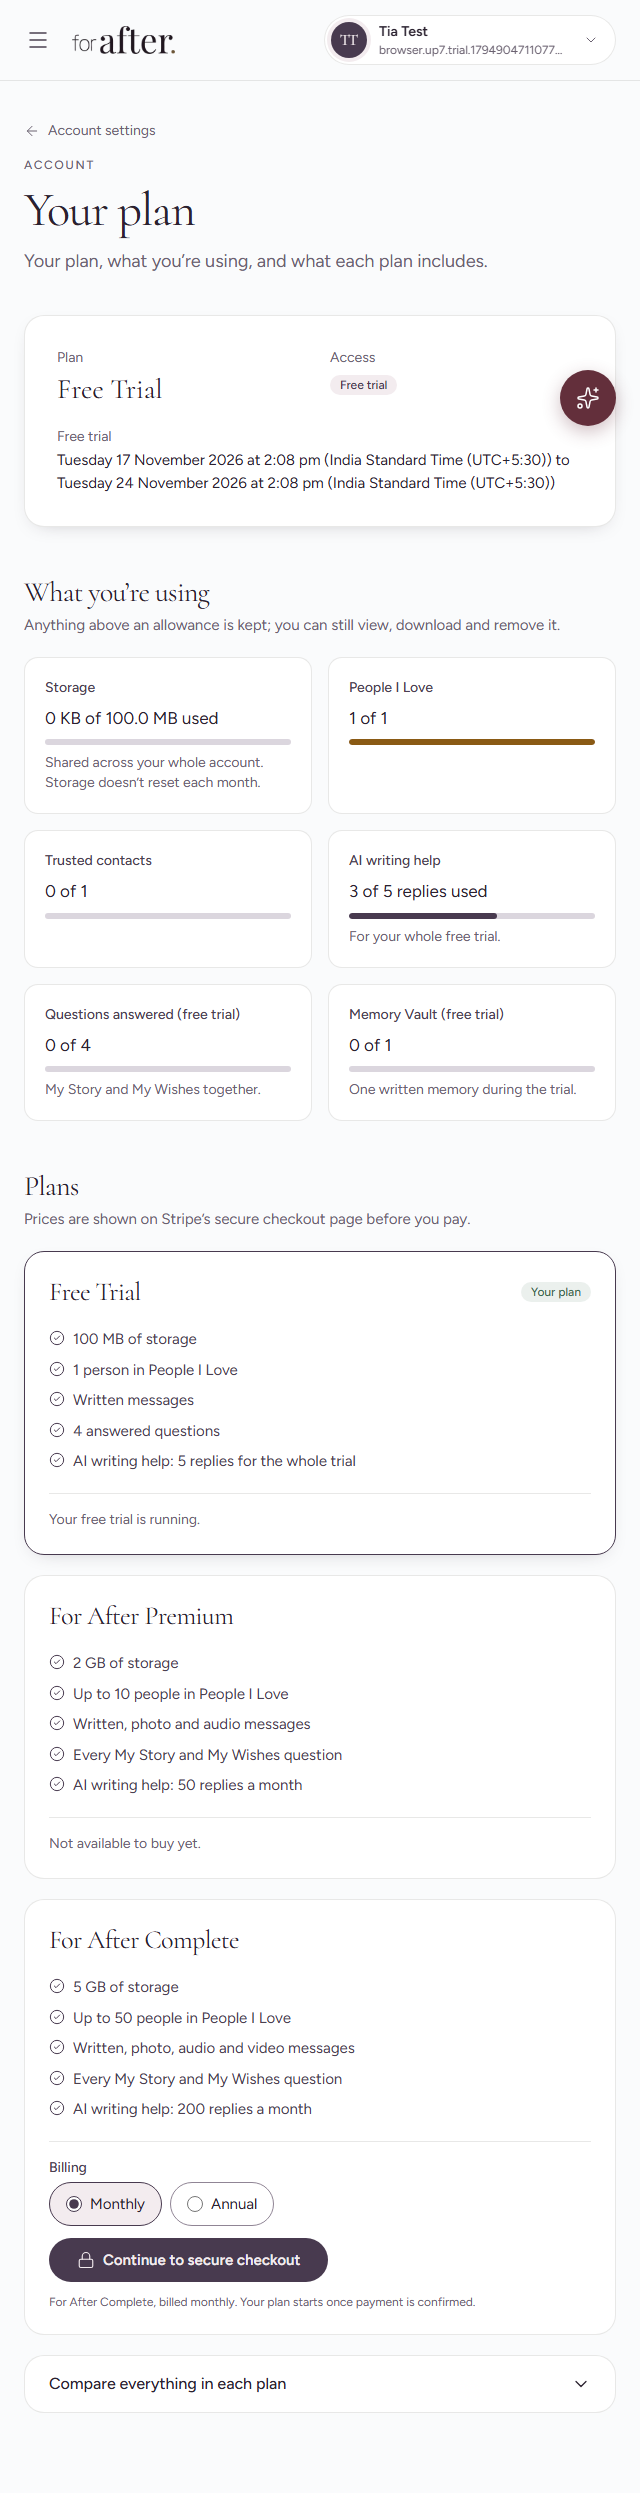 for after.
TT
Tia Test
browser.up7.trial.1794904711077...
Account settings
ACCOUNT
Your plan
Your plan, what you’re using, and what each plan includes.
Plan
Free Trial
Access
Free trial
Free trial
Tuesday 17 November 2026 at 2:08 pm (India Standard Time (UTC+5:30)) to
Tuesday 24 November 2026 at 2:08 pm (India Standard Time (UTC+5:30))
What you’re using
Anything above an allowance is kept; you can still view, download and remove it.
Storage
0 KB of 100.0 MB used
Shared across your whole account.
Storage doesn’t reset each month.
People I Love
1 of 1
Trusted contacts
0 of 1
AI writing help
3 of 5 replies used
For your whole free trial.
Questions answered (free trial)
0 of 4
My Story and My Wishes together.
Memory Vault (free trial)
0 of 1
One written memory during the trial.
Plans
Prices are shown on Stripe’s secure checkout page before you pay.
Free Trial
Your plan
100 MB of storage
1 person in People I Love
Written messages
4 answered questions
AI writing help: 5 replies for the whole trial
Your free trial is running.
For After Premium
2 GB of storage
Up to 10 people in People I Love
Written, photo and audio messages
Every My Story and My Wishes question
AI writing help: 50 replies a month
Not available to buy yet.
For After Complete
5 GB of storage
Up to 50 people in People I Love
Written, photo, audio and video messages
Every My Story and My Wishes question
AI writing help: 200 replies a month
Billing
Monthly
Annual
Continue to secure checkout
For After Complete, billed monthly. Your plan starts once payment is confirmed.
Compare everything in each plan